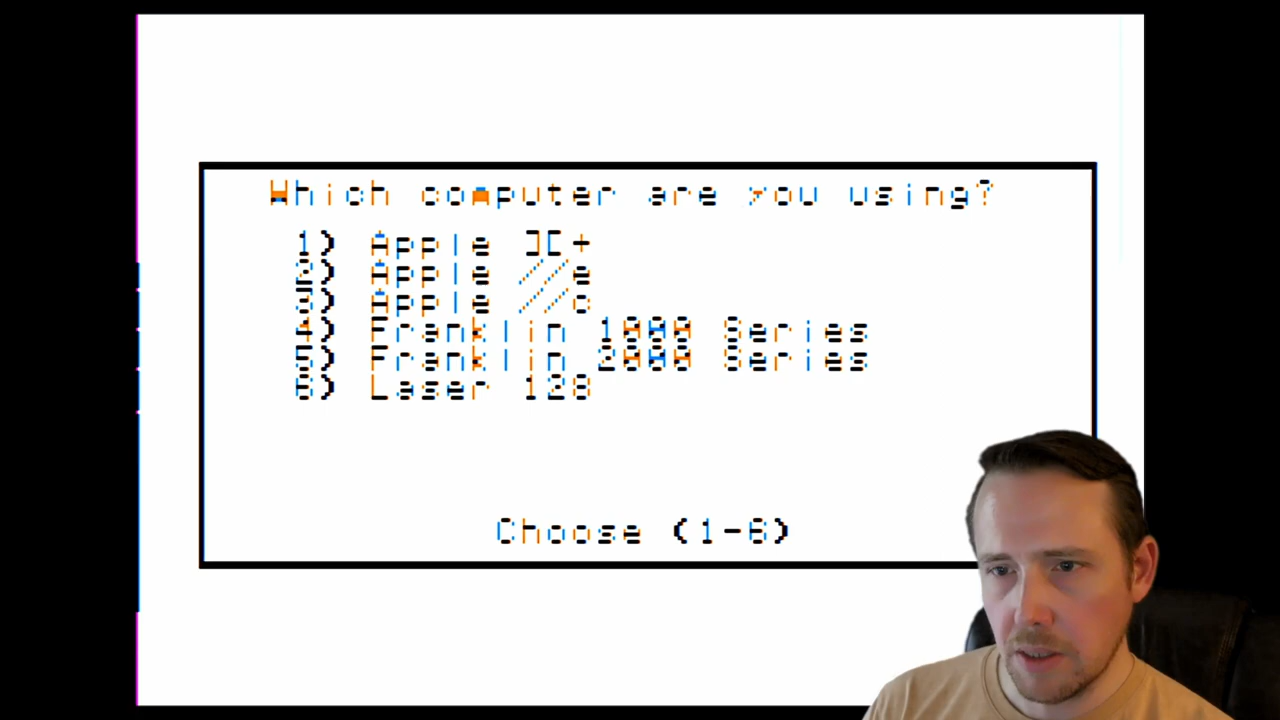 Which computer are you using?
1) Apple ][+
2) Apple //e
3) Apple //c
4) Franklin 1000 Series
5) Franklin 2000 Series
6) Laser 128
Choose (1-6)